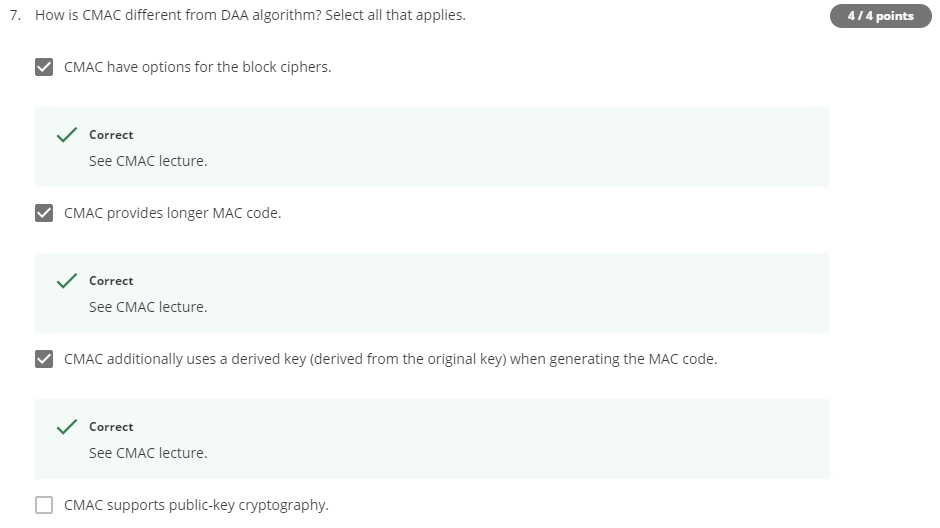 7. How is CMAC different from DAA algorithm? Select all that applies.
4 / 4 points
CMAC have options for the block ciphers.
Correct
See CMAC lecture.
CMAC provides longer MAC code.
Correct
See CMAC lecture.
CMAC additionally uses a derived key (derived from the original key) when generating the MAC code.
Correct
See CMAC lecture.
CMAC supports public-key cryptography.